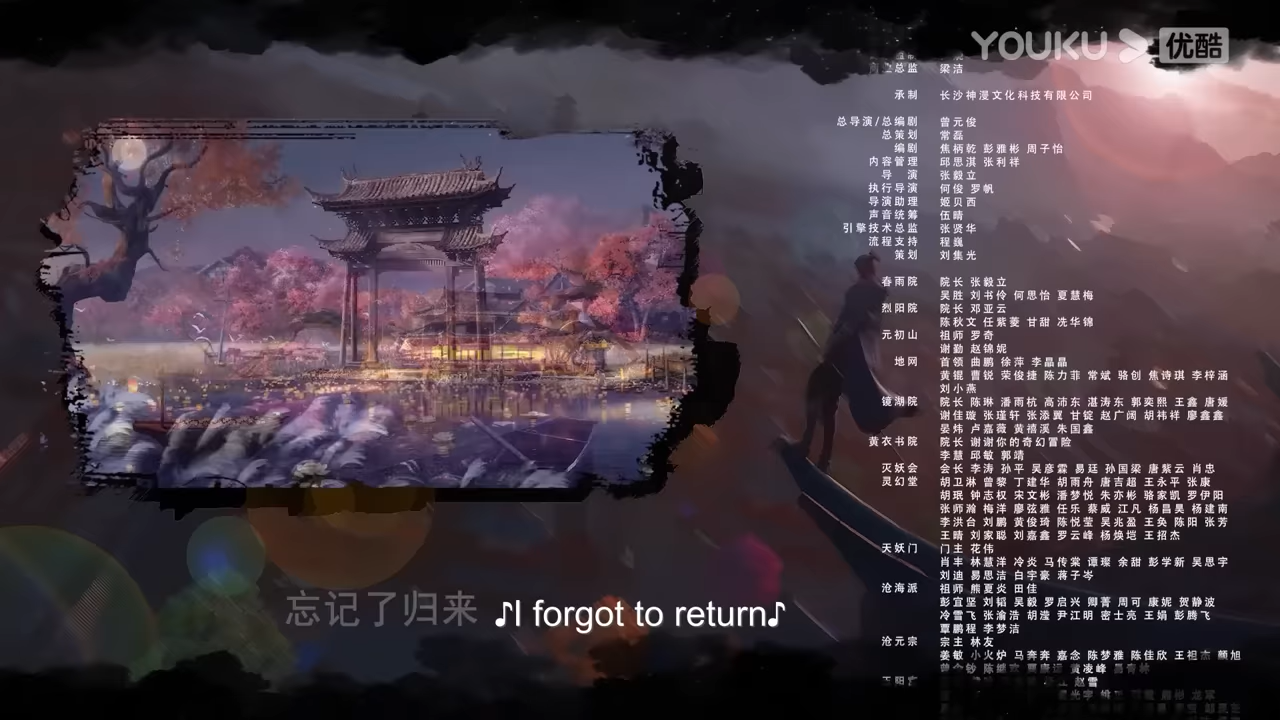 YOUKU 优酷
总监 梁洁
承制 长沙神漫文化科技有限公司
总导演/总编剧 曾元俊
总策划 常磊
编剧 焦柄乾 彭雅彬 周子怡
内容管理 邱思淇 张利祥
导 演 张毅立
执行导演 何俊 罗帆
导演助理 姬贝西
声音统筹 伍晴
引擎技术总监 张贤华
流程支持 程巍
策划 刘集光
春雨院 院长 张毅立
吴胜 刘书伶 何思怡 夏慧梅
烈阳院 院长 邓亚云
陈秋文 任紫菱 甘甜 冼华锦
元初山 祖师 罗奇
谢勤 赵锦妮
地网 首领 曲鹏 徐萍 李晶晶
黄锟 曹锐 荣俊捷 陈力菲 常斌 骆创 焦诗琪 李梓涵
刘小燕
镜湖院 院长 陈琳 潘雨杭 高沛东 湛涛东 郭奕熙 王鑫 唐媛
谢佳璇 张瑾轩 张添翼 甘锭 赵广阔 胡祎祥 廖鑫鑫
晏炜 卢嘉薇 黄禧溪 朱国鑫
黄衣书院 院长 谢谢你的奇幻冒险
李慧 邱敏 郭靖
灭妖会 会长 李涛 孙平 吴彦霖 易廷 孙国梁 唐紫云 肖忠
灵幻堂 胡卫淋 曾黎 丁建华 胡雨舟 唐吉超 王永平 张康
胡珉 钟志权 宋文彬 潘梦悦 朱亦彬 骆家凯 罗伊阳
张师瀚 梅洋 廖弦雅 任乐 蔡威 江凡 杨昌昊 杨建南
李洪台 刘鹏 黄俊琦 陈悦莹 吴兆盈 王奂 陈阳 张芳
王晴 刘家聪 刘嘉鑫 罗云峰 杨焕垲 王招杰
天妖门 门主 花伟
肖丰 林慧洋 冷炎 马传棠 谭璨 余甜 彭学新 吴思宇
刘迪 易思洁 白宇豪 蒋子岑
沧海派 祖师 熊夏炎 田佳
彭宜坚 刘韬 吴毅 罗启兴 卿菁 周可 康妮 贺静波
冷雪飞 张渝浩 胡滢 尹江明 密士亮 王娟 彭腾飞
覃鹏程 李梦洁
沧元宗 宗主 林友
姜敏 小火炉 马奔奔 嘉念 陈梦雅 陈佳欣 王祖杰 颜旭
黄凌峰
赵雪
忘记了归来 ♪I forgot to return♪